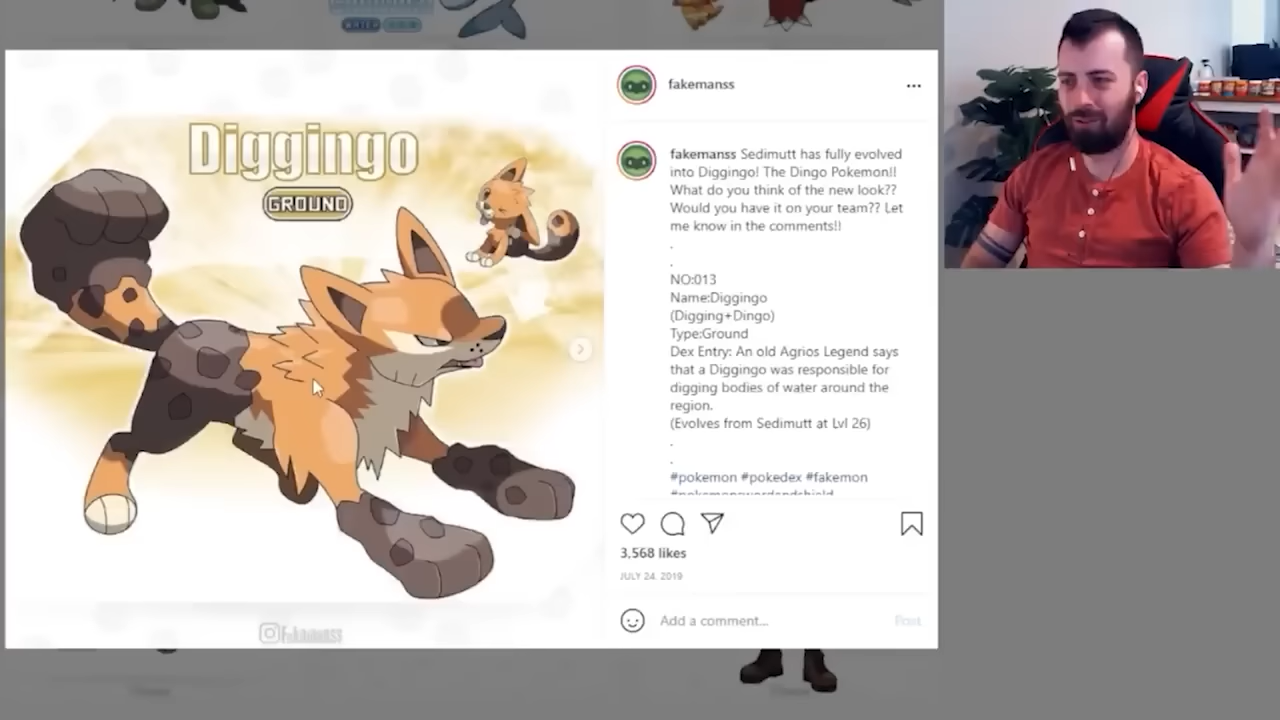 WATER
Diggingo
GROUND
fakemanss
fakemanss Sedimutt has fully evolved
into Diggingo! The Dingo Pokemon!!
What do you think of the new look??
Would you have it on your team?? Let
me know in the comments!!
.
.
NO:013
Name:Diggingo
(Digging+Dingo)
Type:Ground
Dex Entry: An old Agrios Legend says
that a Diggingo was responsible for
digging bodies of water around the
region.
(Evolves from Sedimutt at Lvl 26)
.
.
#pokemon #pokedex #fakemon
#pokemonswordandshield
3,568 likes
JULY 24, 2019
Add a comment...
Post
Fakemanss